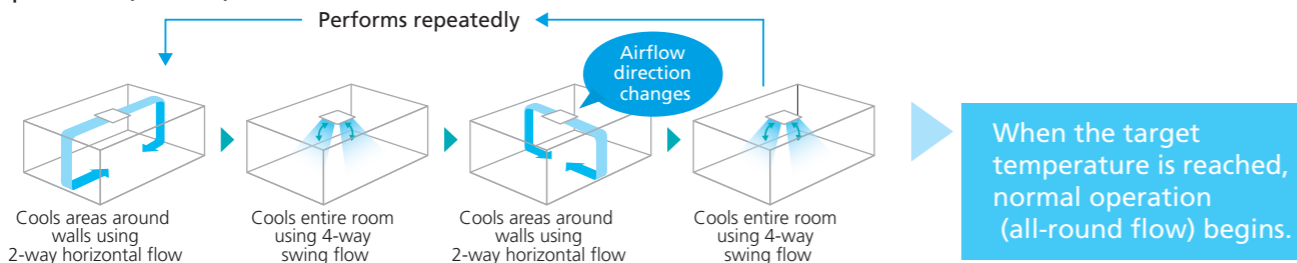 Performs repeatedly
Airflow
direction
changes
Cools areas around
walls using
2-way horizontal flow
Cools entire room
using 4-way
swing flow
Cools areas around
walls using
2-way horizontal flow
Cools entire room
using 4-way
swing flow
When the target
temperature is reached,
normal operation
(all-round flow) begins.